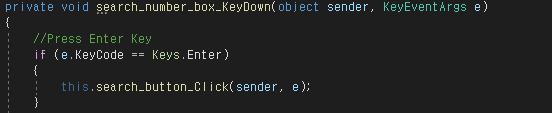 private void search_number_box_KeyDown(object sender, KeyEventArgs e)
{
//Press Enter Key
if (e.KeyCode == Keys.Enter)
{
this.search_button_Click(sender, e);
}